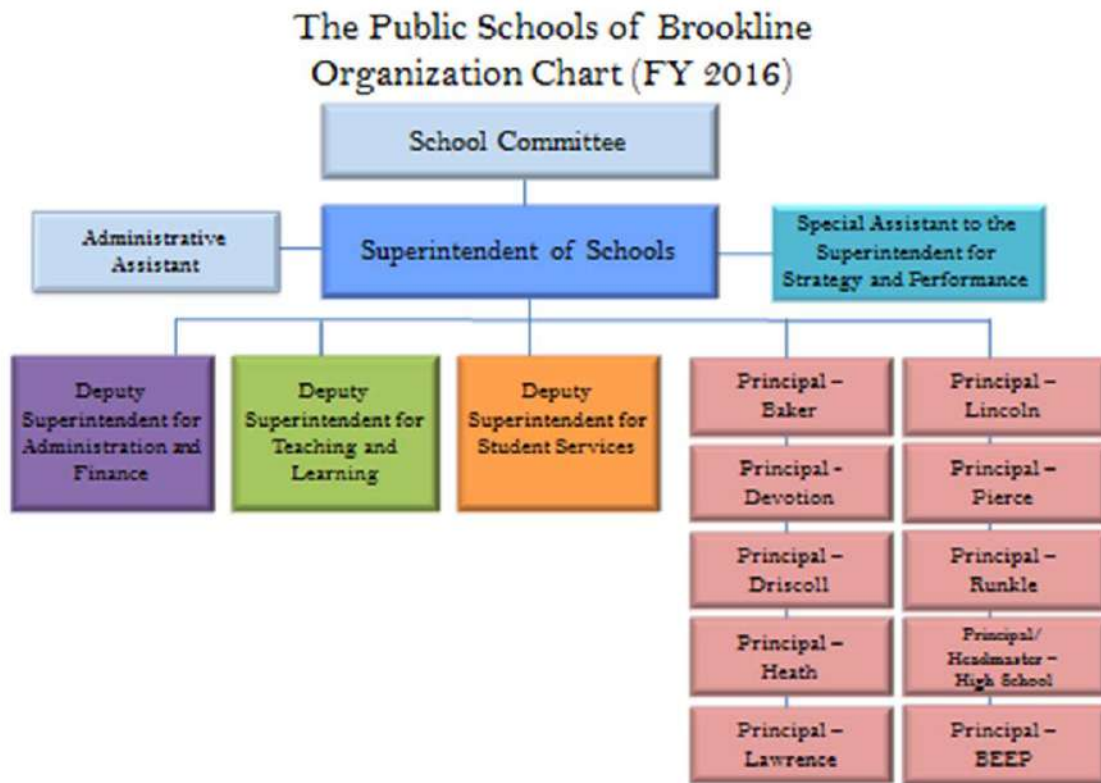 The Public Schools of Brookline
Organization Chart (FY 2016)
School Committee
Administrative
Assistant
Superintendent of Schools
Special Assistant to the
Superintendent for
Strategy and Performance
Deputy
Superintendent for
Administration and
Finance
Deputy
Superintendent for
Teaching and
Learning
Deputy
Superintendent for
Student Services
Principal –
Baker
Principal –
Lincoln
Principal -
Devotion
Principal –
Pierce
Principal –
Driscoll
Principal –
Runkle
Principal –
Heath
Principal/
Headmaster –
High School
Principal –
Lawrence
Principal –
BEEP